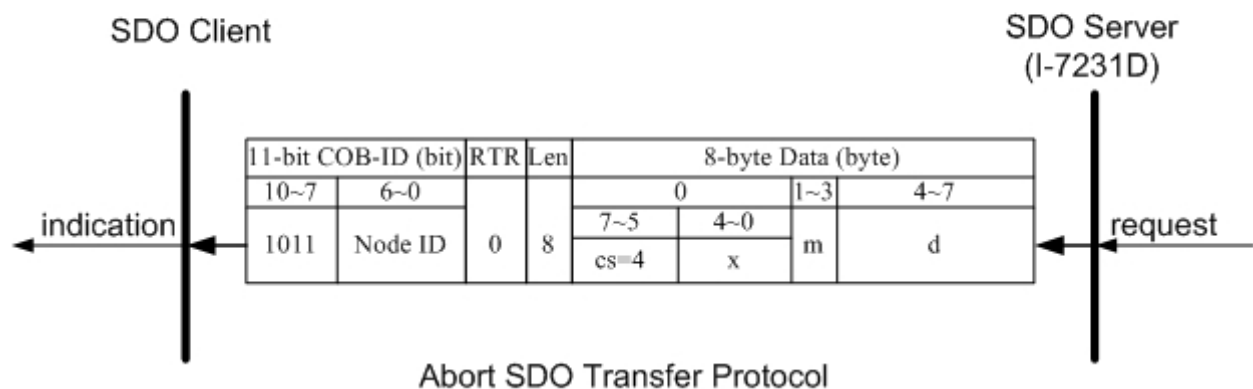 SDO Client
SDO Server
(I-7231D)
11-bit COB-ID (bit) RTR Len 8-byte Data (byte)
10~7 6~0 0 1~3 4~7
indication 1011 Node ID 0 8 7~5 4~0 m d request
cs=4 x
Abort SDO Transfer Protocol